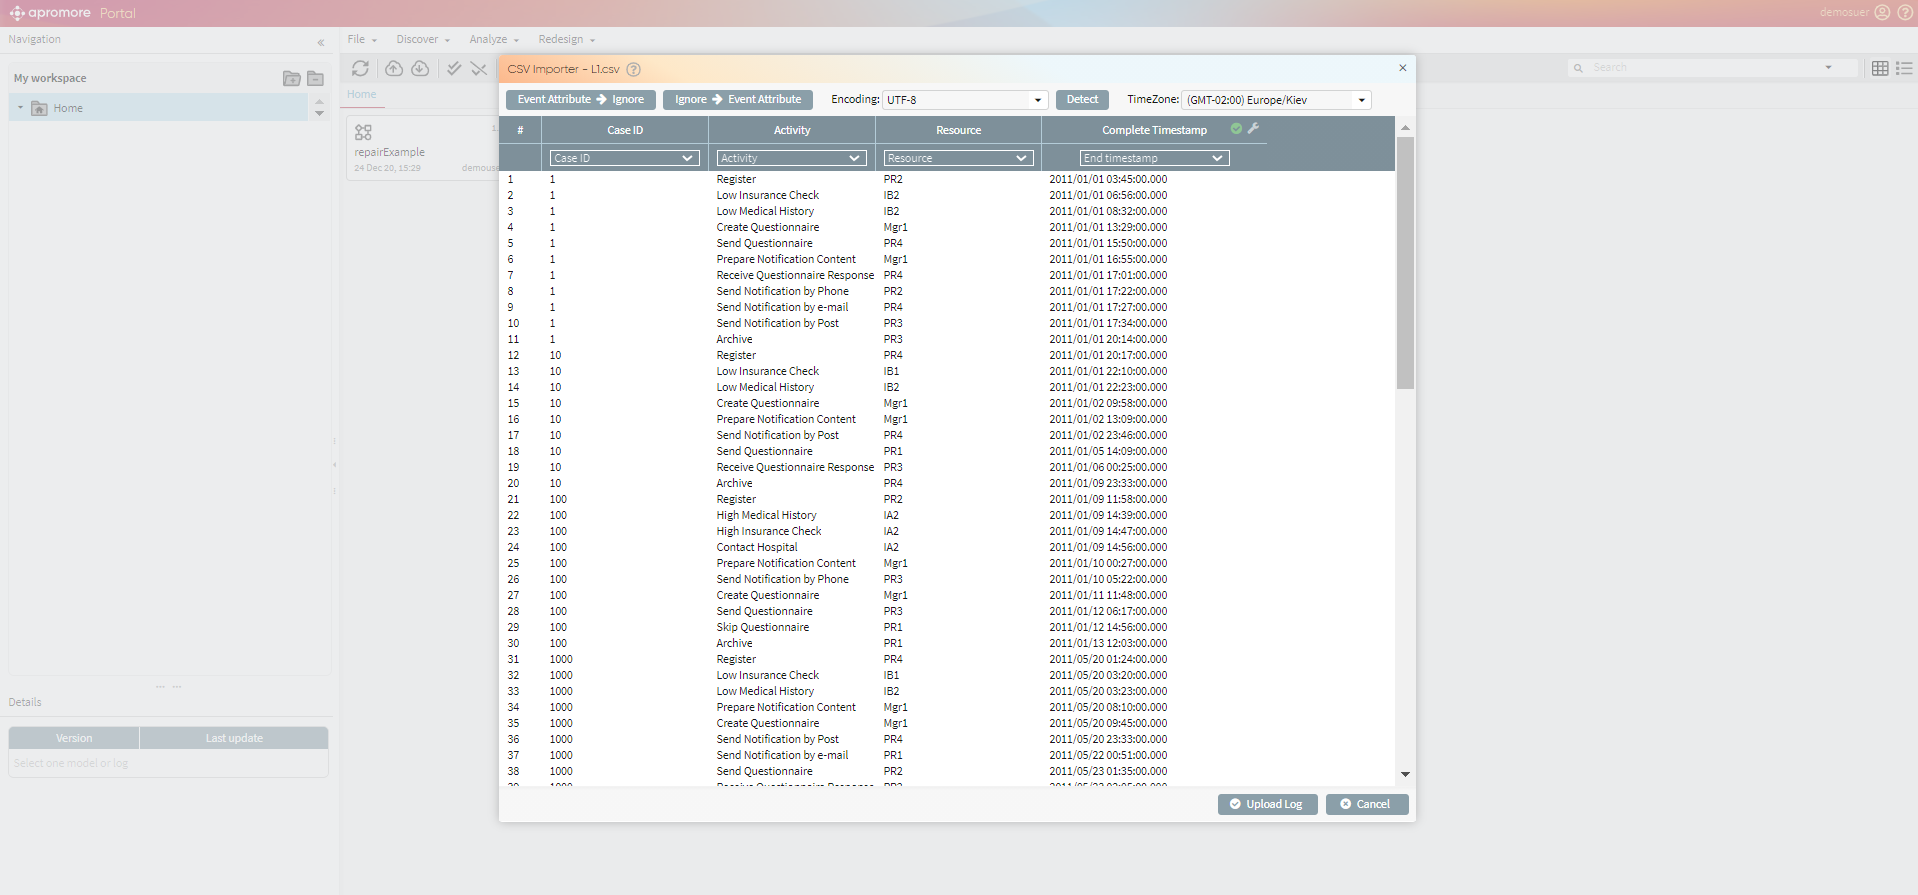 apromore Portal
demosuer
Navigation
File
Discover
Analyze
Redesign
My workspace
Home
Search
Home
repairExample
24 Dec 20, 15:29
demouse
CSV Importer - L1.csv
Event Attribute → Ignore
Ignore → Event Attribute
Encoding: UTF-8
Detect
TimeZone: (GMT-02:00) Europe/Kiev
# Case ID Activity Resource Complete Timestamp
Case ID Activity Resource End timestamp
1 1 Register PR2 2011/01/01 03:45:00.000
2 1 Low Insurance Check IB2 2011/01/01 06:56:00.000
3 1 Low Medical History IB2 2011/01/01 08:32:00.000
4 1 Create Questionnaire Mgr1 2011/01/01 13:29:00.000
5 1 Send Questionnaire PR4 2011/01/01 15:50:00.000
6 1 Prepare Notification Content Mgr1 2011/01/01 16:55:00.000
7 1 Receive Questionnaire Response PR4 2011/01/01 17:01:00.000
8 1 Send Notification by Phone PR2 2011/01/01 17:22:00.000
9 1 Send Notification by e-mail PR4 2011/01/01 17:27:00.000
10 1 Send Notification by Post PR3 2011/01/01 17:34:00.000
11 1 Archive PR3 2011/01/01 20:14:00.000
12 10 Register PR4 2011/01/01 20:17:00.000
13 10 Low Insurance Check IB1 2011/01/01 22:10:00.000
14 10 Low Medical History IB2 2011/01/01 22:23:00.000
15 10 Create Questionnaire Mgr1 2011/01/02 09:58:00.000
16 10 Prepare Notification Content Mgr1 2011/01/02 13:09:00.000
17 10 Send Notification by Post PR4 2011/01/02 23:46:00.000
18 10 Send Questionnaire PR1 2011/01/05 14:09:00.000
19 10 Receive Questionnaire Response PR3 2011/01/06 00:25:00.000
20 10 Archive PR4 2011/01/09 23:33:00.000
21 100 Register PR2 2011/01/09 11:58:00.000
22 100 High Medical History IA2 2011/01/09 14:39:00.000
23 100 High Insurance Check IA2 2011/01/09 14:47:00.000
24 100 Contact Hospital IA2 2011/01/09 14:56:00.000
25 100 Prepare Notification Content Mgr1 2011/01/10 00:27:00.000
26 100 Send Notification by Phone PR3 2011/01/10 05:22:00.000
27 100 Create Questionnaire Mgr1 2011/01/11 11:48:00.000
28 100 Send Questionnaire PR3 2011/01/12 06:17:00.000
29 100 Skip Questionnaire PR1 2011/01/12 14:56:00.000
30 100 Archive PR1 2011/01/13 12:03:00.000
31 1000 Register PR4 2011/05/20 01:24:00.000
32 1000 Low Insurance Check IB1 2011/05/20 03:20:00.000
33 1000 Low Medical History IB2 2011/05/20 03:23:00.000
34 1000 Prepare Notification Content Mgr1 2011/05/20 08:10:00.000
35 1000 Create Questionnaire Mgr1 2011/05/20 09:45:00.000
36 1000 Send Notification by Post PR4 2011/05/20 23:33:00.000
37 1000 Send Notification by e-mail PR1 2011/05/22 00:51:00.000
38 1000 Send Questionnaire PR2 2011/05/23 01:35:00.000
Upload Log
Cancel
Details
Version
Last update
Select one model or log